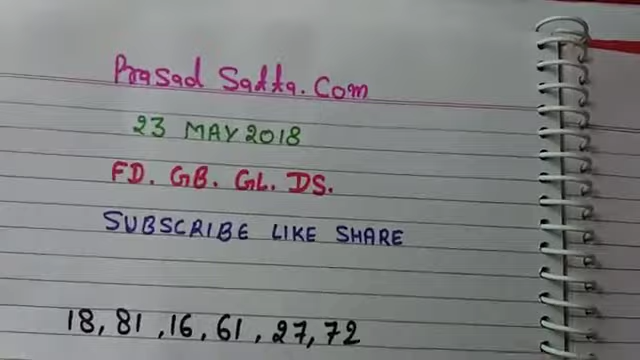 Prasad Satta.Com
23 MAY 2018
FD. GB. GL. DS.
SUBSCRIBE LIKE SHARE
18, 81 ,16, 61 , 27, 72